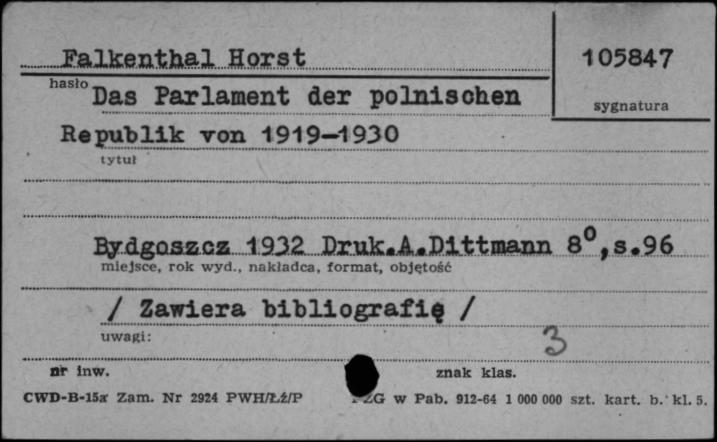 Falkenthal Horst
105847
hasło
Das Parlament der polnischen
sygnatura
Republik von 1919-1930
tytuł
Bydgoszcz 1932 Druk.A.Dittmann 8⁰,s.96
miejsce, rok wyd., nakładca, format, objętość
/ Zawiera bibliografię /
uwagi:
3
nr inw.
znak klas.
CWD-B-15a Zam. Nr 2924 PWH/Łź/P
w Pab. 912-64 1 000 000 szt. kart. b. kl. 5.